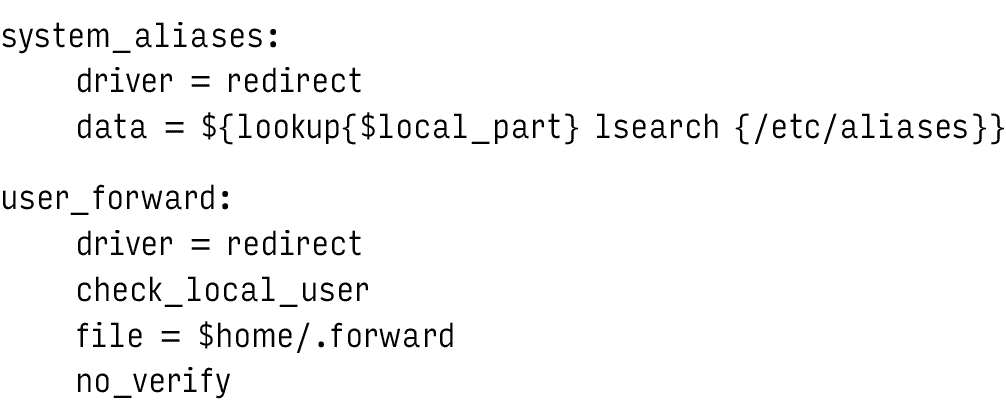 system_aliases:
driver = redirect
data = ${lookup{$local_part} lsearch {/etc/aliases}}
user_forward:
driver = redirect
check_local_user
file = $home/.forward
no_verify